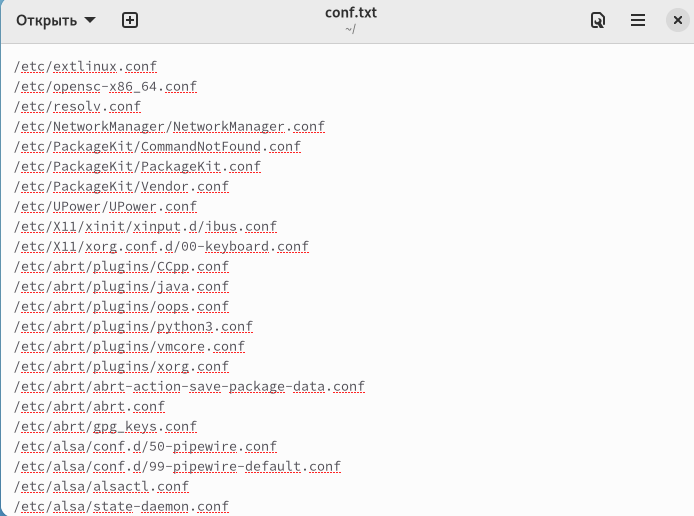 Открыть
conf.txt
~/
/etc/extlinux.conf
/etc/opensc-x86_64.conf
/etc/resolv.conf
/etc/NetworkManager/NetworkManager.conf
/etc/PackageKit/CommandNotFound.conf
/etc/PackageKit/PackageKit.conf
/etc/PackageKit/Vendor.conf
/etc/UPower/UPower.conf
/etc/X11/xinit/xinput.d/ibus.conf
/etc/X11/xorg.conf.d/00-keyboard.conf
/etc/abrt/plugins/CCpp.conf
/etc/abrt/plugins/java.conf
/etc/abrt/plugins/oops.conf
/etc/abrt/plugins/python3.conf
/etc/abrt/plugins/vmcore.conf
/etc/abrt/plugins/xorg.conf
/etc/abrt/abrt-action-save-package-data.conf
/etc/abrt/abrt.conf
/etc/abrt/gpg_keys.conf
/etc/alsa/conf.d/50-pipewire.conf
/etc/alsa/conf.d/99-pipewire-default.conf
/etc/alsa/alsactl.conf
/etc/alsa/state-daemon.conf